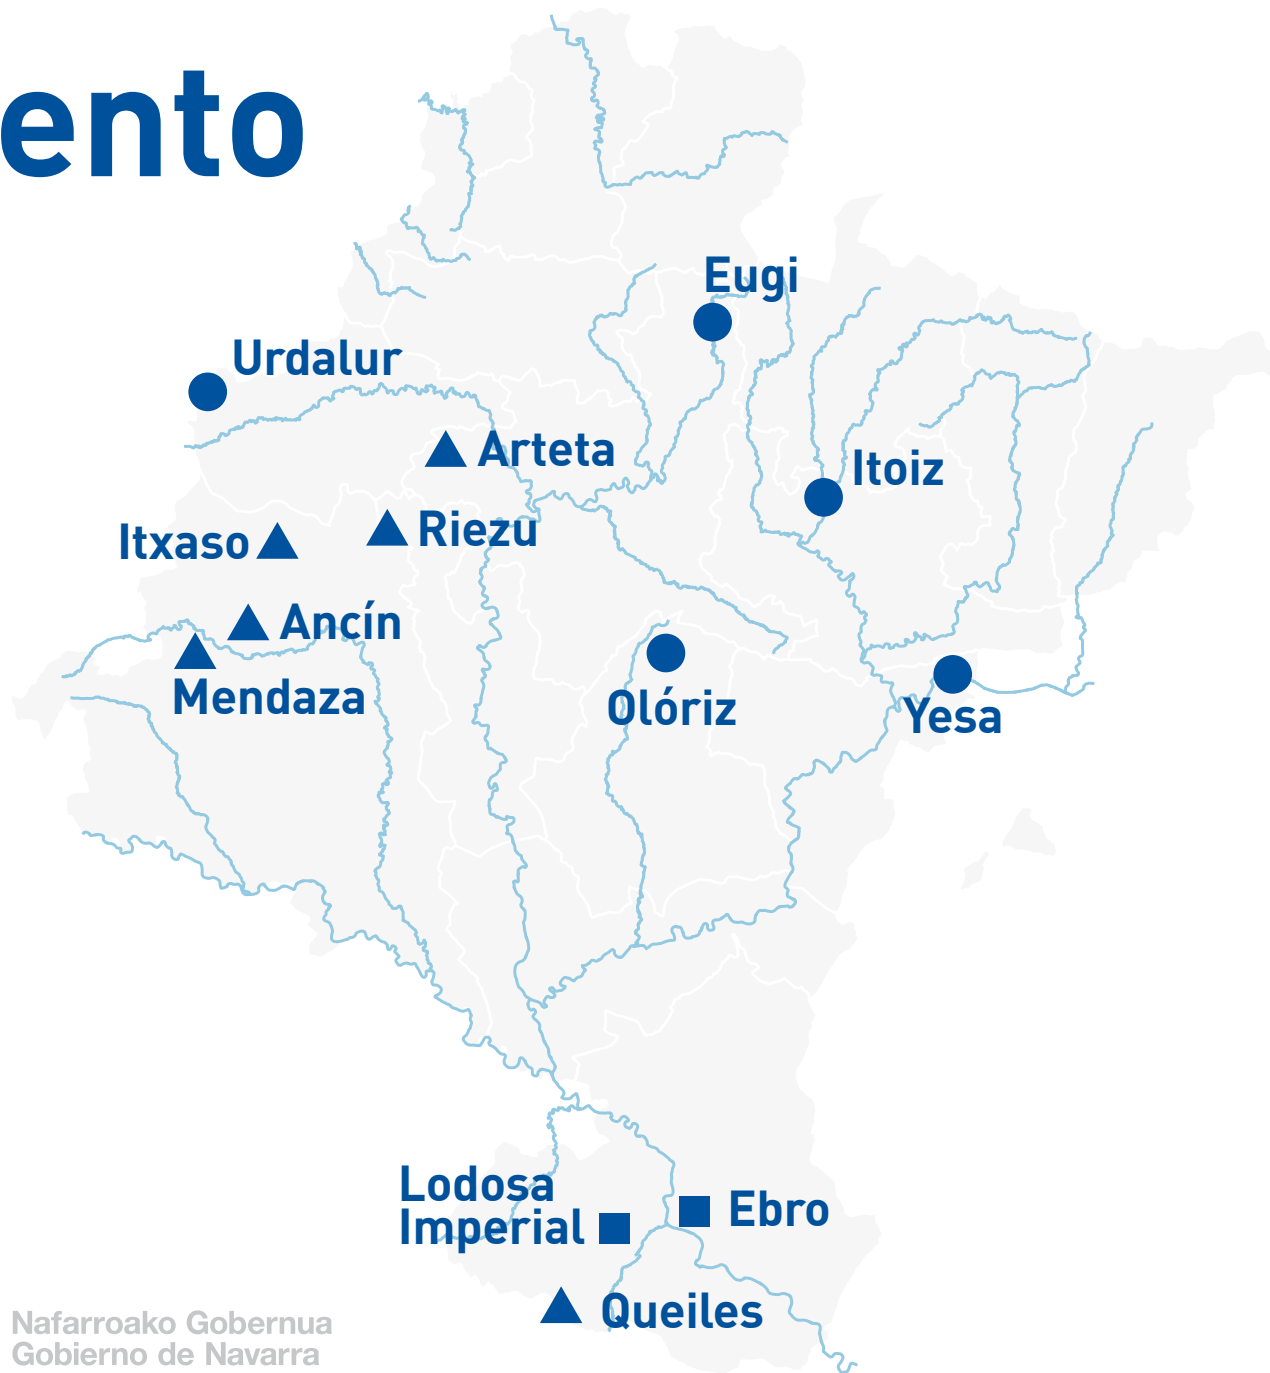 ento
Eugi
Urdalur
Arteta
Itoiz
Itxaso
Riezu
Ancín
Mendaza
Olóriz
Yesa
Lodosa
Imperial
Ebro
Queiles
Nafarroako Gobernua
Gobierno de Navarra